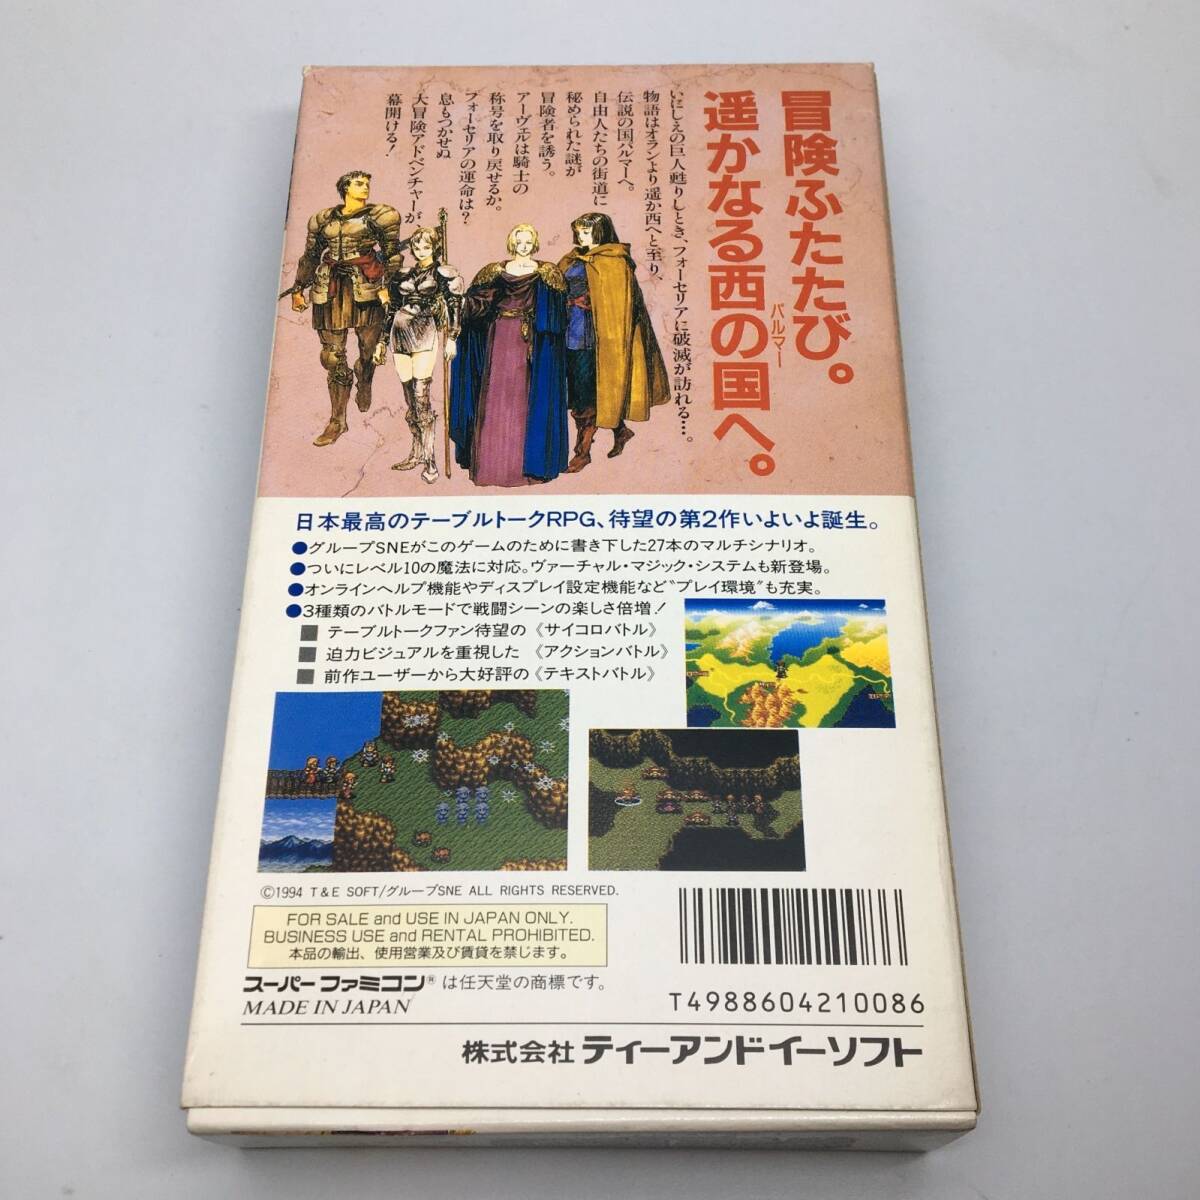 冒険ふたたび。
遥かなる西の国へ。
パルマー
いにしえの巨人甦りしとき、フォーセリアに破滅が訪れる…。
物語はオランより遥か西へと至り、
伝説の国パルマーへ。
自由人たちの街道に
秘められた謎が
冒険者を誘う。
アーヴェルは騎士の
称号を取り戻せるか。
フォーセリアの運命は？
息もつかせぬ
大冒険アドベンチャーが
幕開ける！
日本最高のテーブルトークRPG、待望の第2作いよいよ誕生。
●グループSNEがこのゲームのために書き下した27本のマルチシナリオ。
●ついにレベル10の魔法に対応。ヴァーチャル・マジック・システムも新登場。
●オンラインヘルプ機能やディスプレイ設定機能など"プレイ環境"も充実。
●3種類のバトルモードで戦闘シーンの楽しさ倍増！
■ テーブルトークファン待望の《サイコロバトル》
■ 迫力ビジュアルを重視した《アクションバトル》
■ 前作ユーザーから大好評の《テキストバトル》
©1994 T&E SOFT/グループSNE ALL RIGHTS RESERVED.
FOR SALE and USE IN JAPAN ONLY.
BUSINESS USE and RENTAL PROHIBITED.
本品の輸出、使用営業及び賃貸を禁じます。
スーパーファミコン®は任天堂の商標です。
MADE IN JAPAN
T4988604210086
株式会社 ティーアンドイーソフト